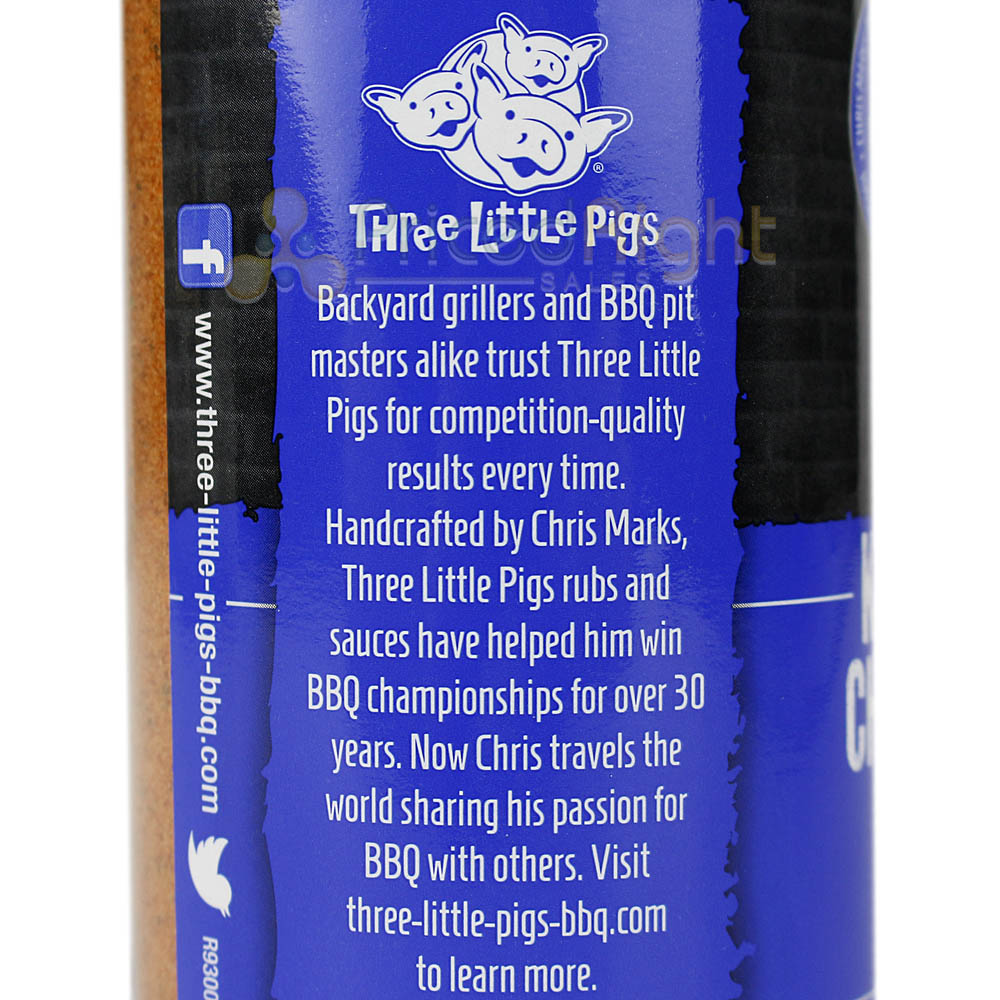 Three Little Pigs
®
PricedRight
SALES
Backyard grillers and BBQ pit
masters alike trust Three Little
Pigs for competition-quality
results every time.
Handcrafted by Chris Marks,
Three Little Pigs rubs and
sauces have helped him win
BBQ championships for over 30
years. Now Chris travels the
world sharing his passion for
BBQ with others. Visit
three-little-pigs-bbq.com
to learn more.
f
www.three-little-pigs-bbq.com
R9300